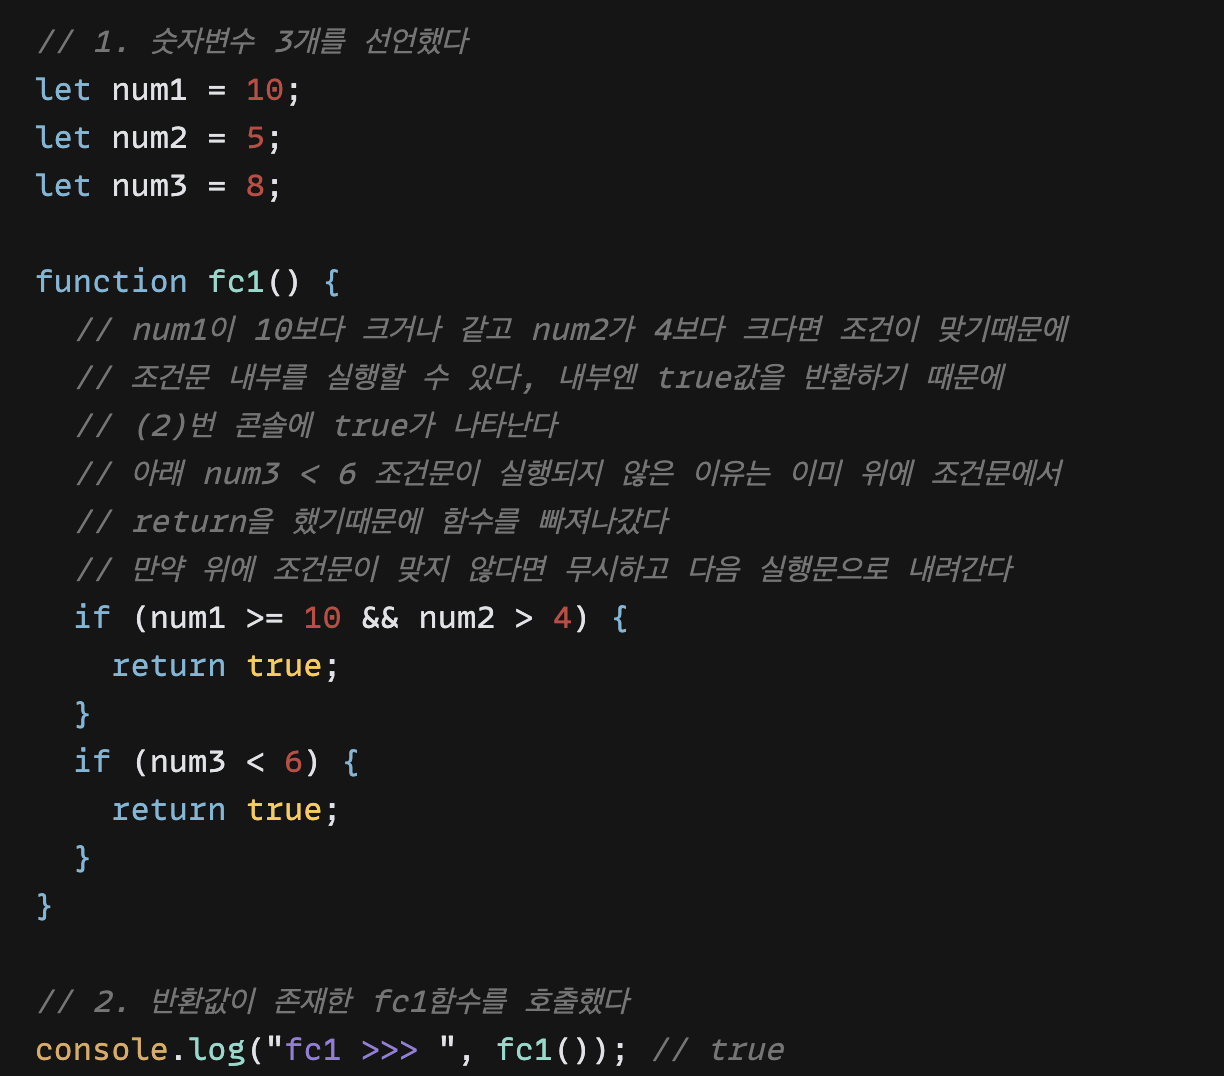 // 1. 숫자변수 3개를 선언했다
let num1 = 10;
let num2 = 5;
let num3 = 8;

function fc1() {
  // num1이 10보다 크거나 같고 num2가 4보다 크다면 조건이 맞기때문에
  // 조건문 내부를 실행할 수 있다, 내부엔 true값을 반환하기 때문에
  // (2)번 콘솔에 true가 나타난다
  // 아래 num3 < 6 조건문이 실행되지 않은 이유는 이미 위에 조건문에서
  // return을 했기때문에 함수를 빠져나갔다
  // 만약 위에 조건문이 맞지 않다면 무시하고 다음 실행문으로 내려간다
  if (num1 >= 10 && num2 > 4) {
    return true;
  }
  if (num3 < 6) {
    return true;
  }
}

// 2. 반환값이 존재한 fc1함수를 호출했다
console.log("fc1 >>> ", fc1()); // true